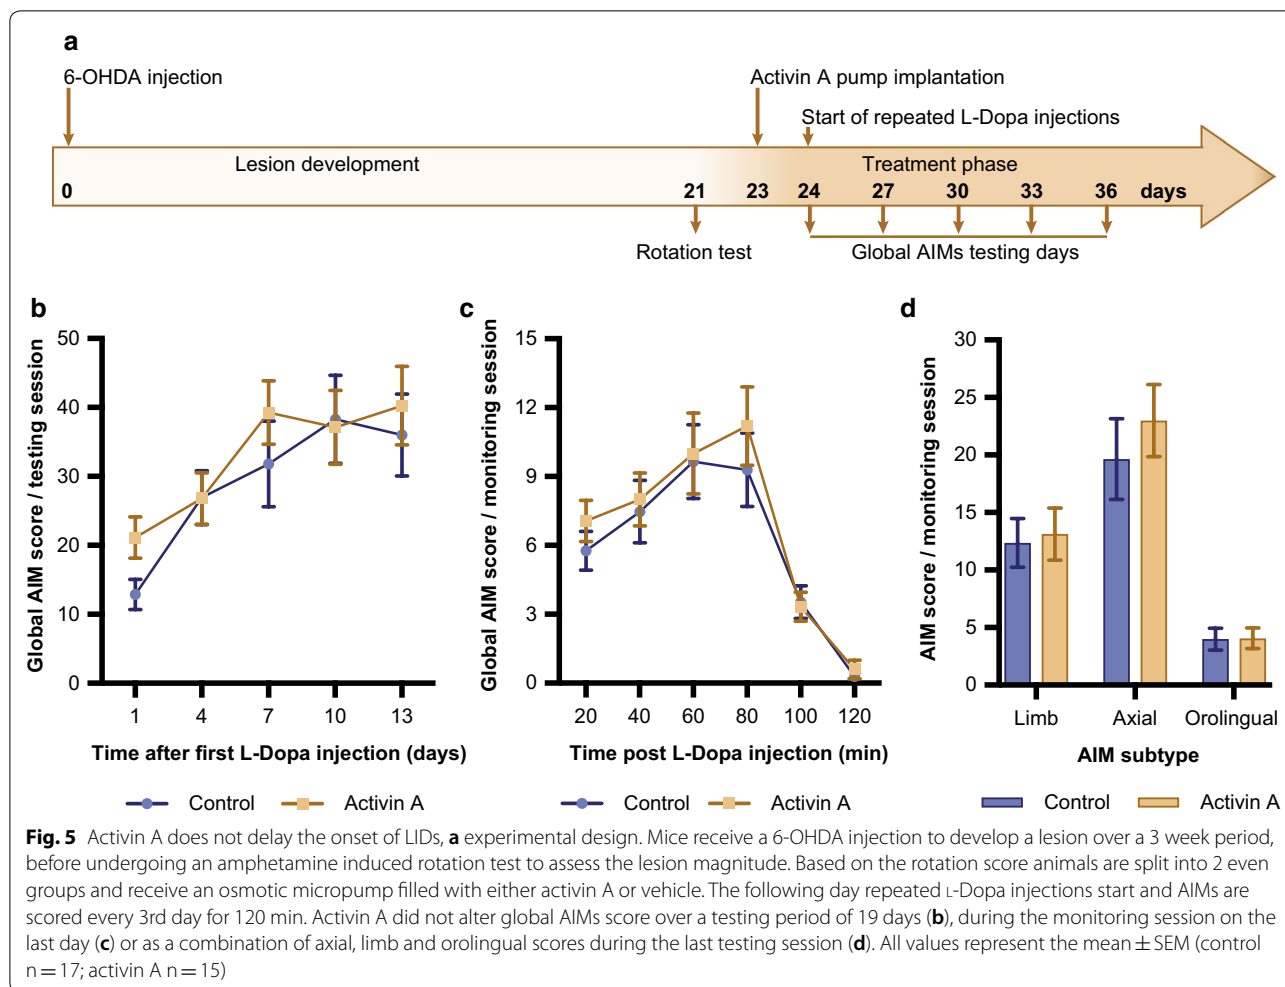 a
6-OHDA injection
Activin A pump implantation
Start of repeated L-Dopa injections
Lesion development
Treatment phase
0 21 23 24 27 30 33 36 days
Rotation test
Global AIMs testing days
b
Global AIM score / testing session
50
40
30
20
10
0
1 4 7 10 13
Time after first L-Dopa injection (days)
Control Activin A
c
Global AIM score / monitoring session
15
12
9
6
3
0
20 40 60 80 100 120
Time post L-Dopa injection (min)
Control Activin A
d
AIM score / monitoring session
30
25
20
15
10
5
0
Limb Axial Orolingual
AIM subtype
Control Activin A
Fig. 5 Activin A does not delay the onset of LIDs, a experimental design. Mice receive a 6-OHDA injection to develop a lesion over a 3 week period,
before undergoing an amphetamine induced rotation test to assess the lesion magnitude. Based on the rotation score animals are split into 2 even
groups and receive an osmotic micropump filled with either activin A or vehicle. The following day repeated L-Dopa injections start and AIMs are
scored every 3rd day for 120 min. Activin A did not alter global AIMs score over a testing period of 19 days (b), during the monitoring session on the
last day (c) or as a combination of axial, limb and orolingual scores during the last testing session (d). All values represent the mean ± SEM (control
n = 17; activin A n = 15)